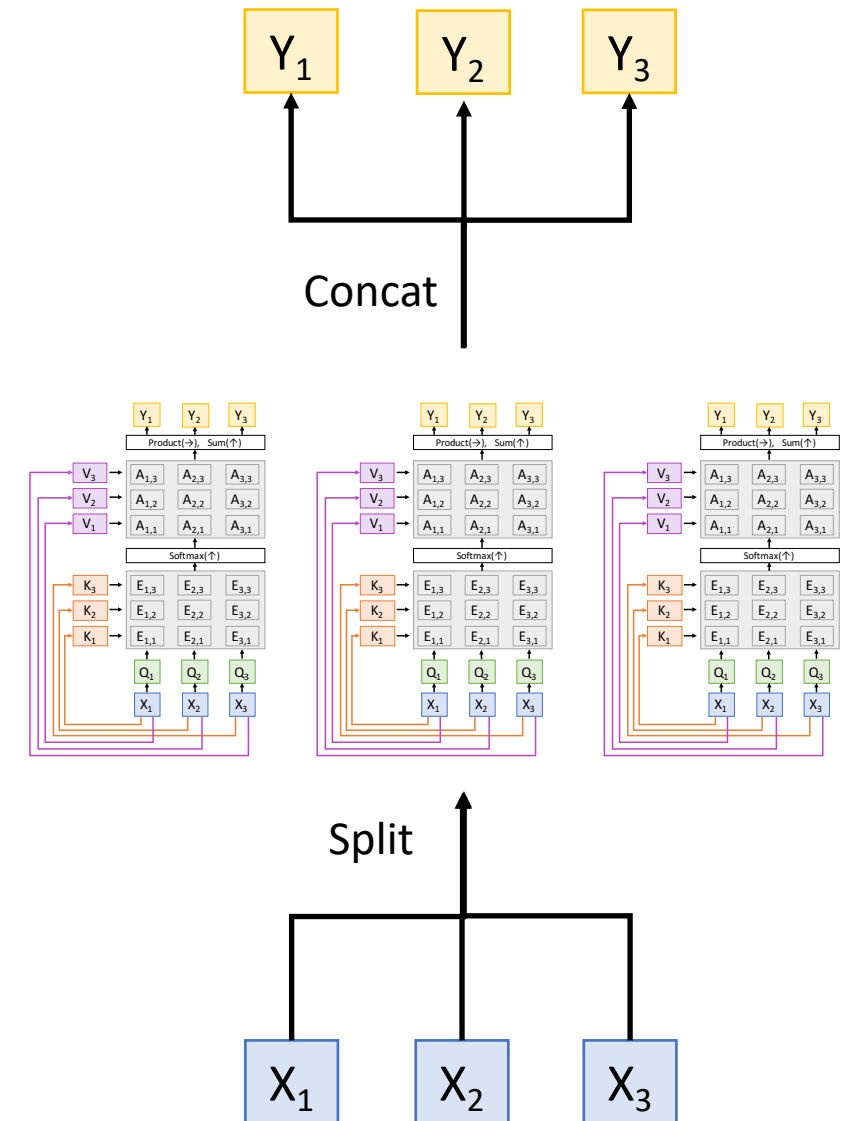 Y₁ Y₂ Y₃
Concat
Y₁ Y₂ Y₃ Y₁ Y₂ Y₃ Y₁ Y₂ Y₃
Product(→), Sum(↑) Product(→), Sum(↑) Product(→), Sum(↑)
V₃ A₁,₃ A₂,₃ A₃,₃ V₃ A₁,₃ A₂,₃ A₃,₃ V₃ A₁,₃ A₂,₃ A₃,₃
V₂ A₁,₂ A₂,₂ A₃,₂ V₂ A₁,₂ A₂,₂ A₃,₂ V₂ A₁,₂ A₂,₂ A₃,₂
V₁ A₁,₁ A₂,₁ A₃,₁ V₁ A₁,₁ A₂,₁ A₃,₁ V₁ A₁,₁ A₂,₁ A₃,₁
Softmax(↑) Softmax(↑) Softmax(↑)
K₃ E₁,₃ E₂,₃ E₃,₃ K₃ E₁,₃ E₂,₃ E₃,₃ K₃ E₁,₃ E₂,₃ E₃,₃
K₂ E₁,₂ E₂,₂ E₃,₂ K₂ E₁,₂ E₂,₂ E₃,₂ K₂ E₁,₂ E₂,₂ E₃,₂
K₁ E₁,₁ E₂,₁ E₃,₁ K₁ E₁,₁ E₂,₁ E₃,₁ K₁ E₁,₁ E₂,₁ E₃,₁
Q₁ Q₂ Q₃ Q₁ Q₂ Q₃ Q₁ Q₂ Q₃
X₁ X₂ X₃ X₁ X₂ X₃ X₁ X₂ X₃
Split
X₁ X₂ X₃